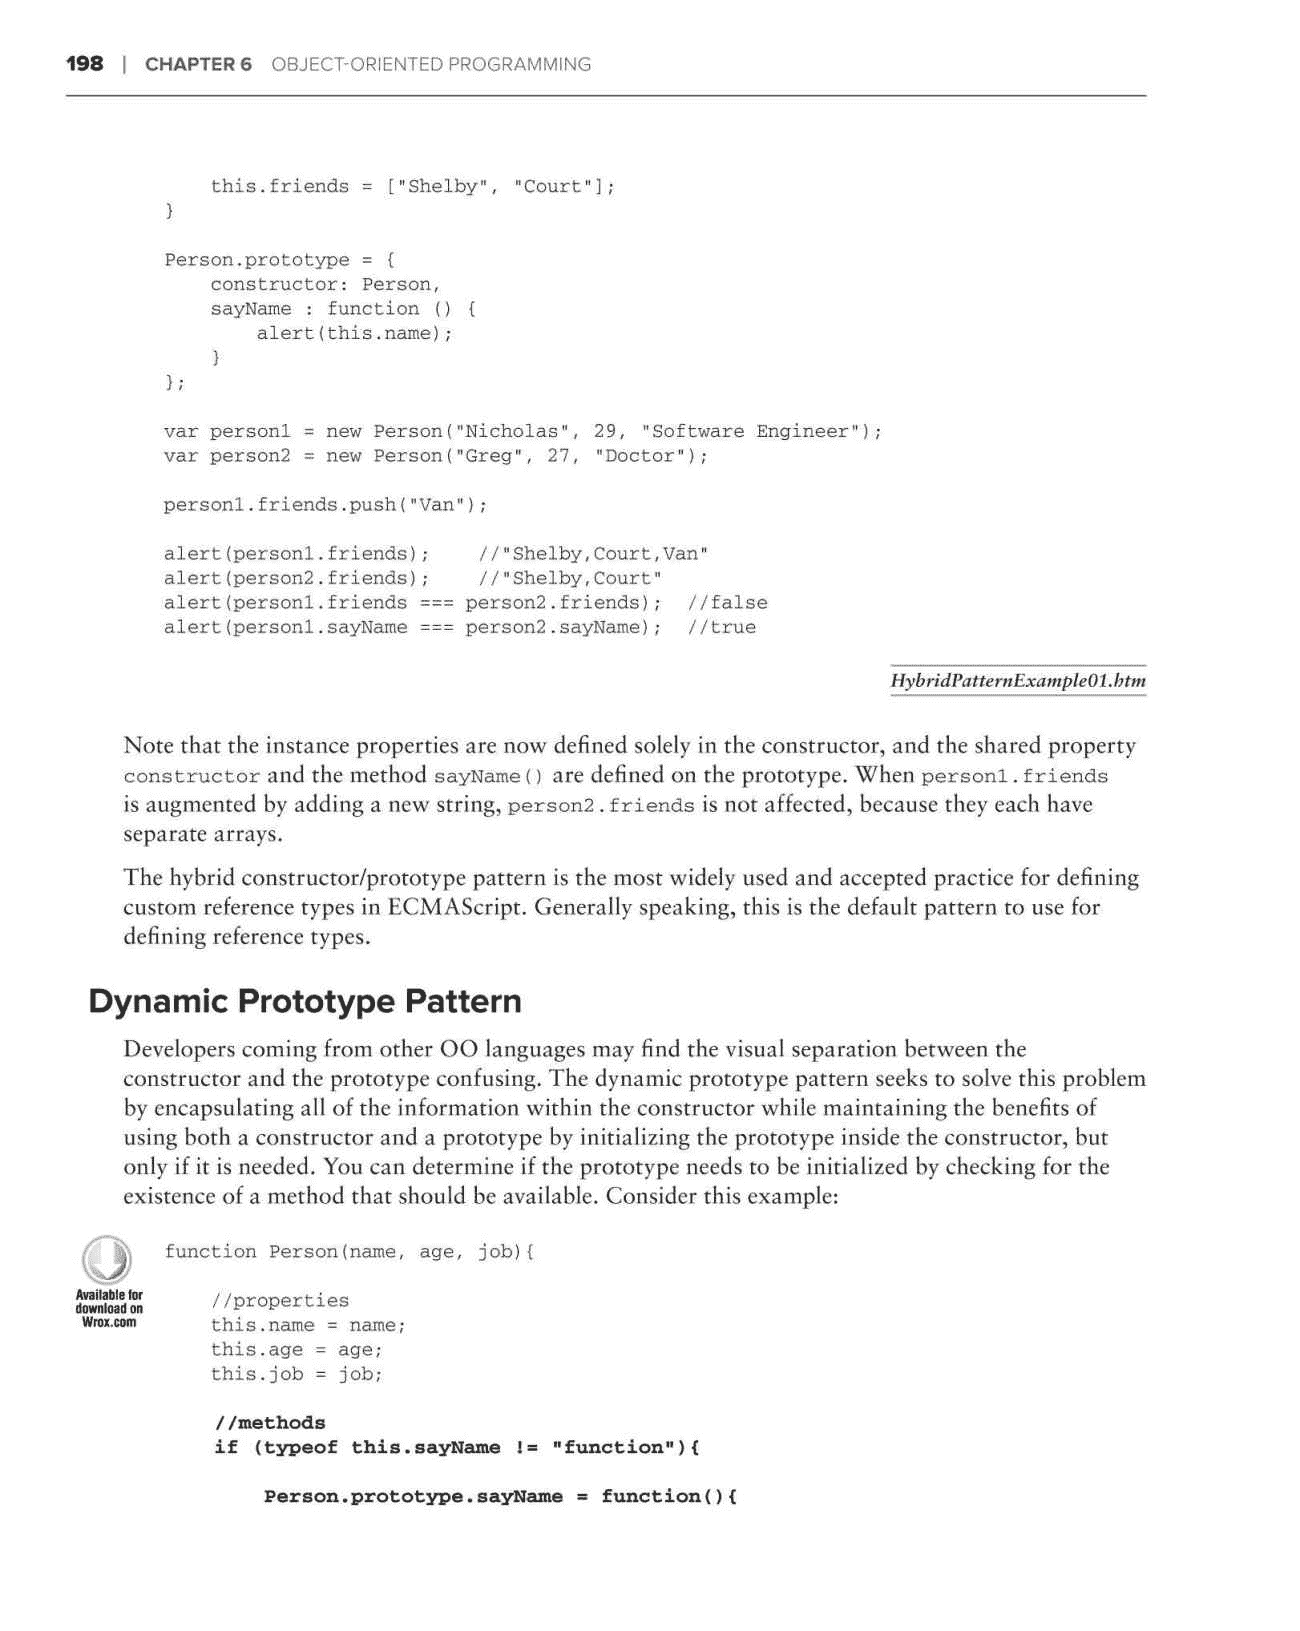 198 | CHAPTER 6 OBJECT-ORIENTED PROGRAMMING
this.friends = ["Shelby", "Court"];
}
Person.prototype = {
constructor: Person,
sayName : function () {
alert(this.name);
}
};
var person1 = new Person("Nicholas", 29, "Software Engineer");
var person2 = new Person("Greg", 27, "Doctor");
person1.friends.push("Van");
alert(person1.friends); //"Shelby,Court,Van"
alert(person2.friends); //"Shelby,Court"
alert(person1.friends === person2.friends); //false
alert(person1.sayName === person2.sayName); //true
HybridPatternExample01.htm
Note that the instance properties are now defined solely in the constructor, and the shared property
constructor and the method sayName() are defined on the prototype. When person1.friends
is augmented by adding a new string, person2.friends is not affected, because they each have
separate arrays.
The hybrid constructor/prototype pattern is the most widely used and accepted practice for defining
custom reference types in ECMAScript. Generally speaking, this is the default pattern to use for
defining reference types.
Dynamic Prototype Pattern
Developers coming from other OO languages may find the visual separation between the
constructor and the prototype confusing. The dynamic prototype pattern seeks to solve this problem
by encapsulating all of the information within the constructor while maintaining the benefits of
using both a constructor and a prototype by initializing the prototype inside the constructor, but
only if it is needed. You can determine if the prototype needs to be initialized by checking for the
existence of a method that should be available. Consider this example:
function Person(name, age, job){
Available for
download on
Wrox.com
//properties
this.name = name;
this.age = age;
this.job = job;
//methods
if (typeof this.sayName != "function"){
Person.prototype.sayName = function(){